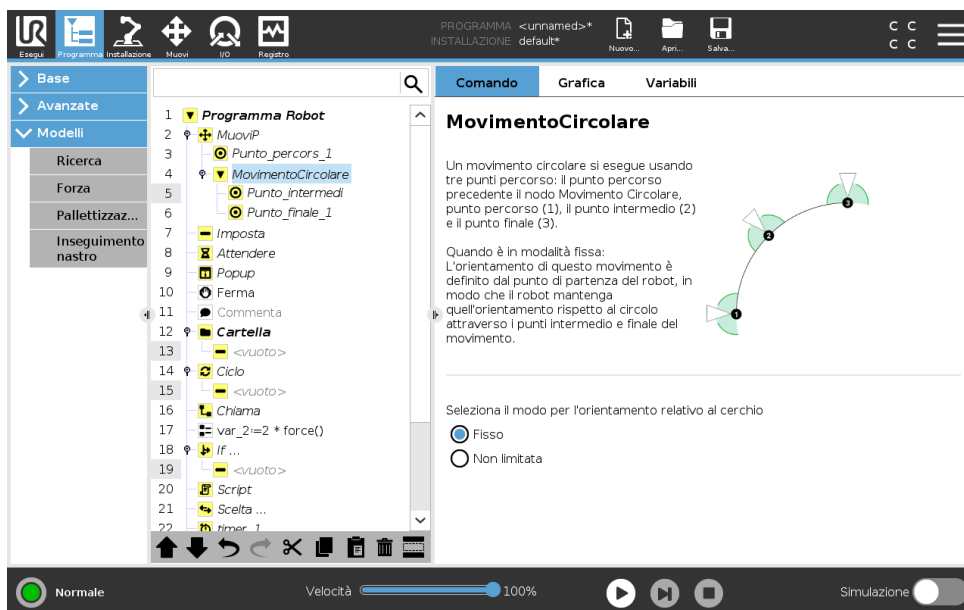 UR
PROGRAMMA <unnamed>*
INSTALLAZIONE default*
Esegui Programma Installazione Muovi I/O Registro
Nuovo... Apri... Salva...
C C
C C
Base
Avanzate
Modelli
Ricerca
Forza
Pallettizzaz...
Inseguimento
nastro
1 Programma Robot
2 MuoviP
3 Punto_percors_1
4 MovimentoCircolare
5 Punto_intermedi
6 Punto_finale_1
7 Imposta
8 Attendere
9 Popup
10 Ferma
11 Commenta
12 Cartella
13 <vuoto>
14 Ciclo
15 <vuoto>
16 Chiama
17 var_2:=2 * force()
18 If ...
19 <vuoto>
20 Script
21 Scelta ...
22 timer_1
Comando Grafica Variabili
MovimentoCircolare
Un movimento circolare si esegue usando
tre punti percorso: il punto percorso
precedente il nodo Movimento Circolare,
punto percorso (1), il punto intermedio (2)
e il punto finale (3).
Quando è in modalità fissa:
L'orientamento di questo movimento è
definito dal punto di partenza del robot, in
modo che il robot mantenga
quell'orientamento rispetto al circolo
attraverso i punti intermedio e finale del
movimento.
3
2
1
Seleziona il modo per l'orientamento relativo al cerchio
Fisso
Non limitata
Normale
Velocità 100%
Simulazione